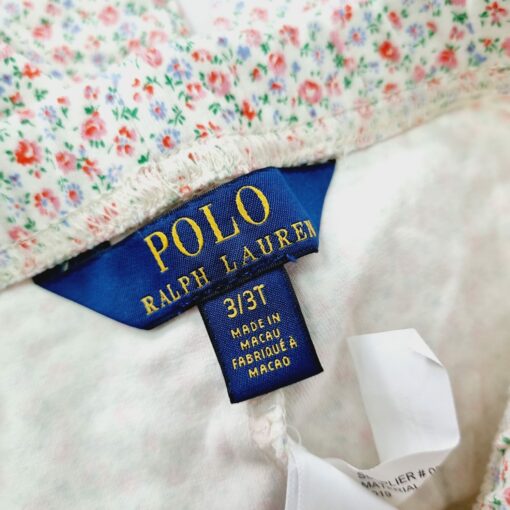 POLO
RALPH LAUREN
3/3T
MADE IN
MACAU
FABRIQUÉ À
MACAO